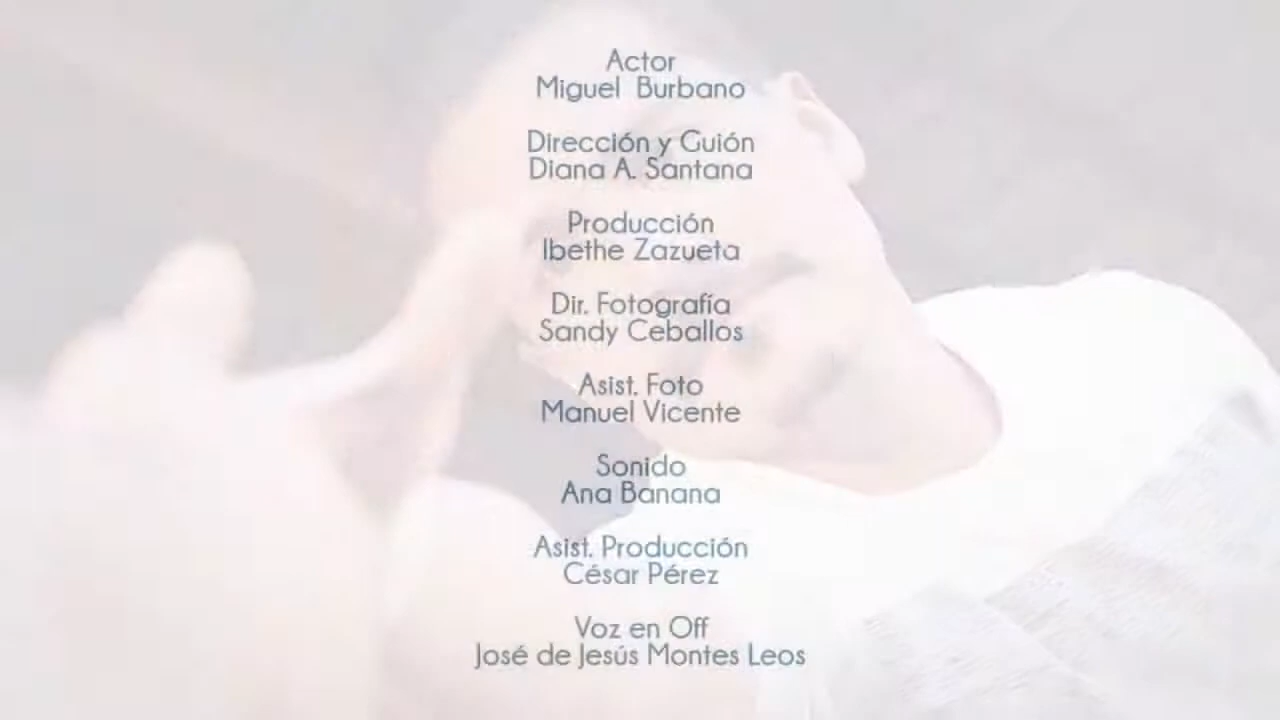 Actor
Miguel Burbano
Dirección y Guión
Diana A. Santana
Producción
Ibethe Zazueta
Dir. Fotografía
Sandy Ceballos
Asist. Foto
Manuel Vicente
Sonido
Ana Banana
Asist. Producción
César Pérez
Voz en Off
José de Jesús Montes Leos